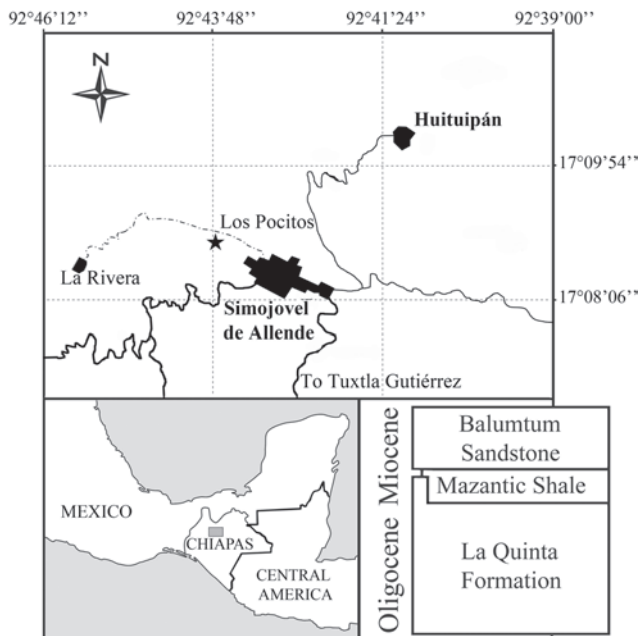 92°46’12’’
92°43’48’’
92°41’24’’
92°39’00’’
N
Huituipán
17°09’54’’
Los Pocitos
La Rivera
17°08’06’’
Simojovel
de Allende
To Tuxtla Gutiérrez
MEXICO
CHIAPAS
CENTRAL
AMERICA
Oligocene Miocene
Balumtum
Sandstone
Mazantic Shale
La Quinta
Formation